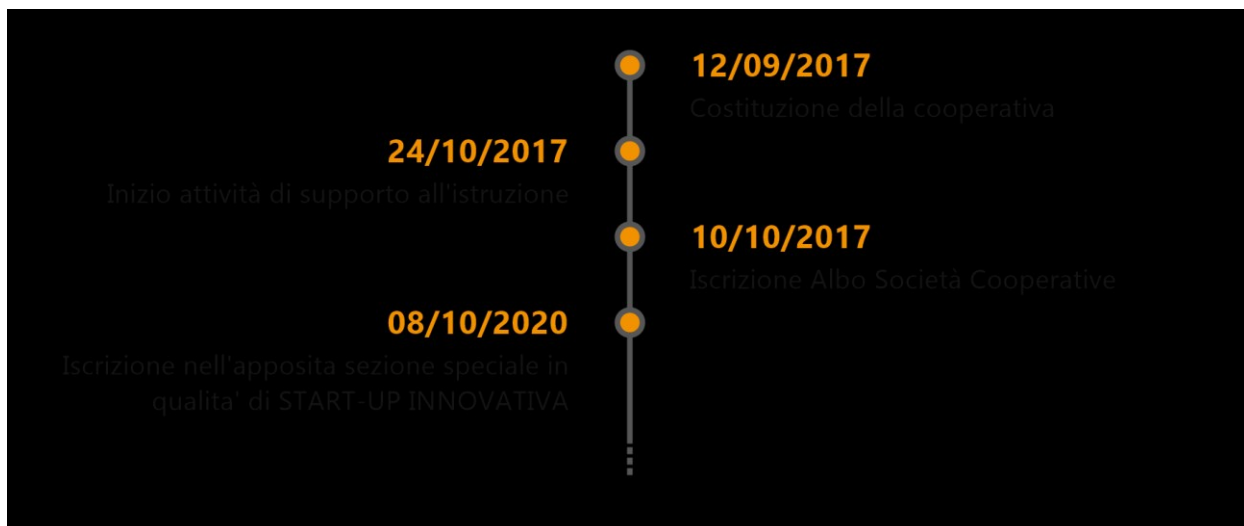 12/09/2017
Costituzione della cooperativa
24/10/2017
Inizio attività di supporto all'istruzione
10/10/2017
Iscrizione Albo Società Cooperative
08/10/2020
Iscrizione nell'apposita sezione speciale in
qualita' di START-UP INNOVATIVA